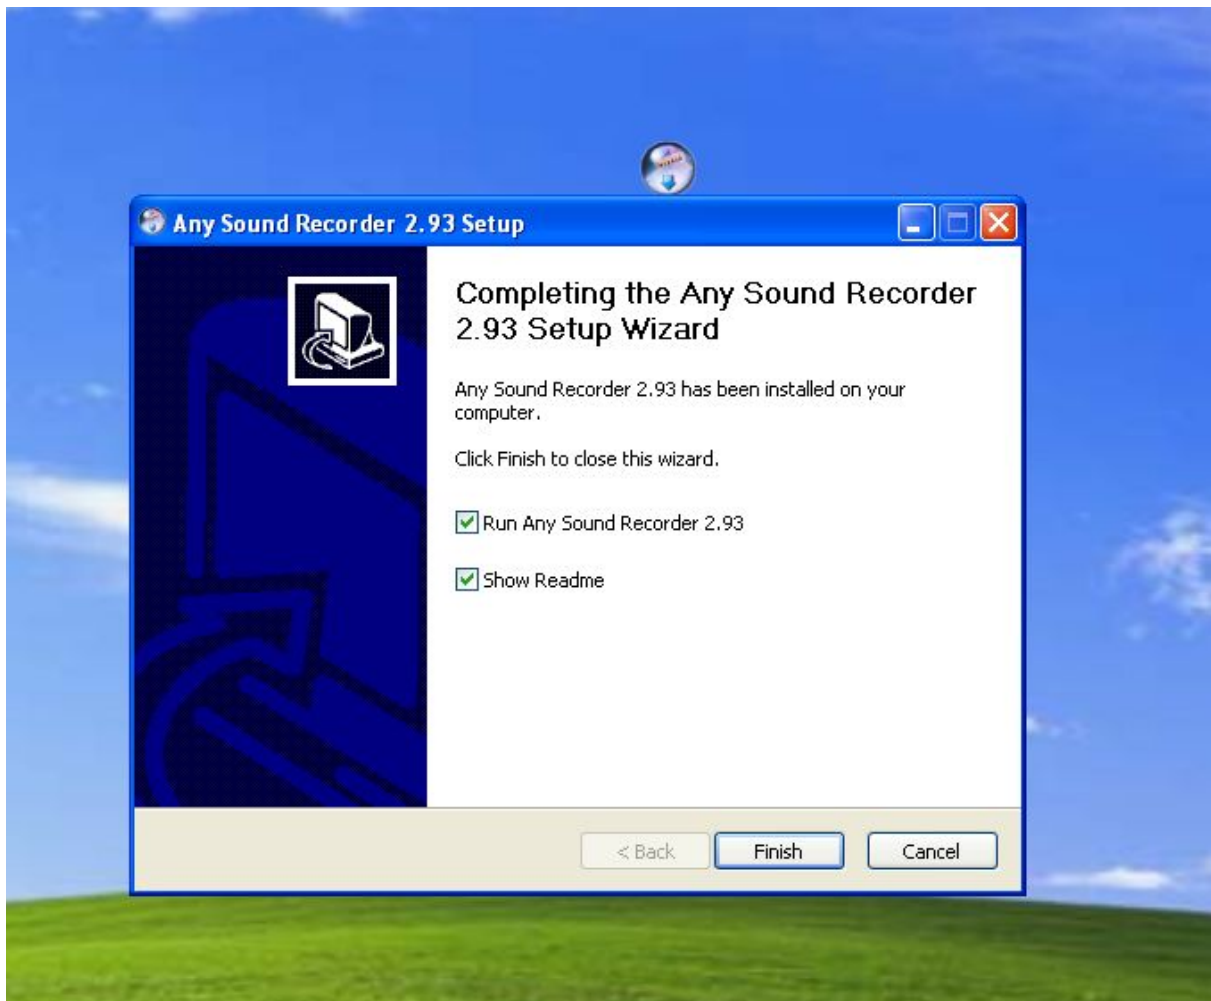 Any Sound Recorder 2.93 Setup
Completing the Any Sound Recorder
2.93 Setup Wizard
Any Sound Recorder 2.93 has been installed on your
computer.
Click Finish to close this wizard.
Run Any Sound Recorder 2.93
Show Readme
< Back
Finish
Cancel